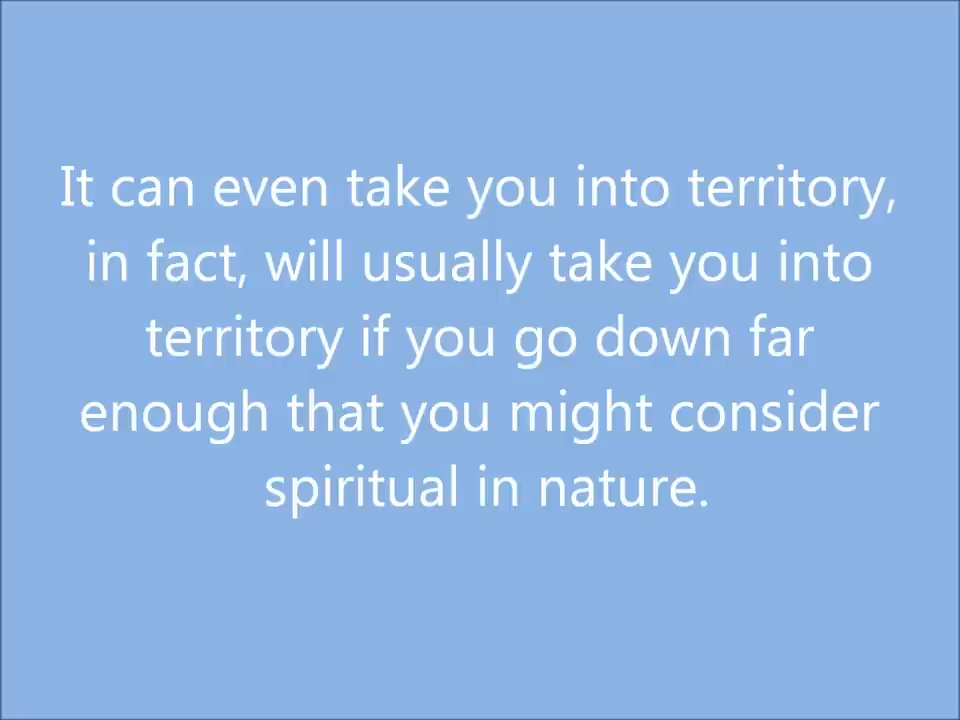 It can even take you into territory,
in fact, will usually take you into
territory if you go down far
enough that you might consider
spiritual in nature.